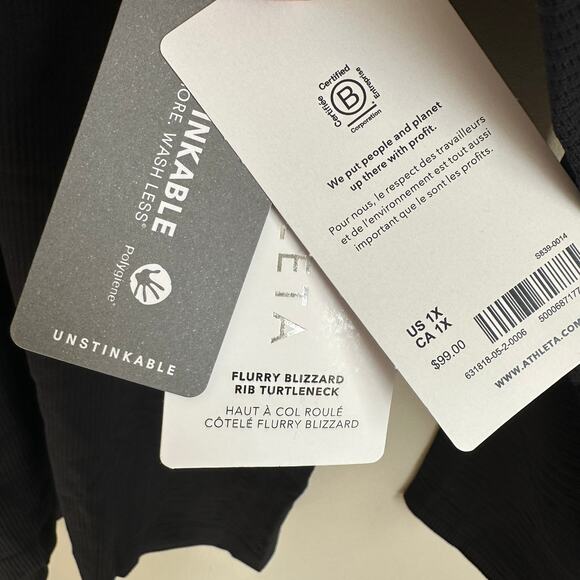 INKABLE
ORE. WASH LESS®
Polygiene®
UNSTINKABLE
LETA
FLURRY BLIZZARD
RIB TURTLENECK
HAUT À COL ROULÉ
CÔTELÉ FLURRY BLIZZARD
Certified
Certifiée
B
Corporation
Entreprise
We put people and planet
up there with profit.
Pour nous, le respect des travailleurs
et de l'environnement est tout aussi
important que le sont les profits.
S839-0014
US 1X
CA 1X
$99.00
631818-05-2-0006 5000687177
WWW.ATHLETA.COM